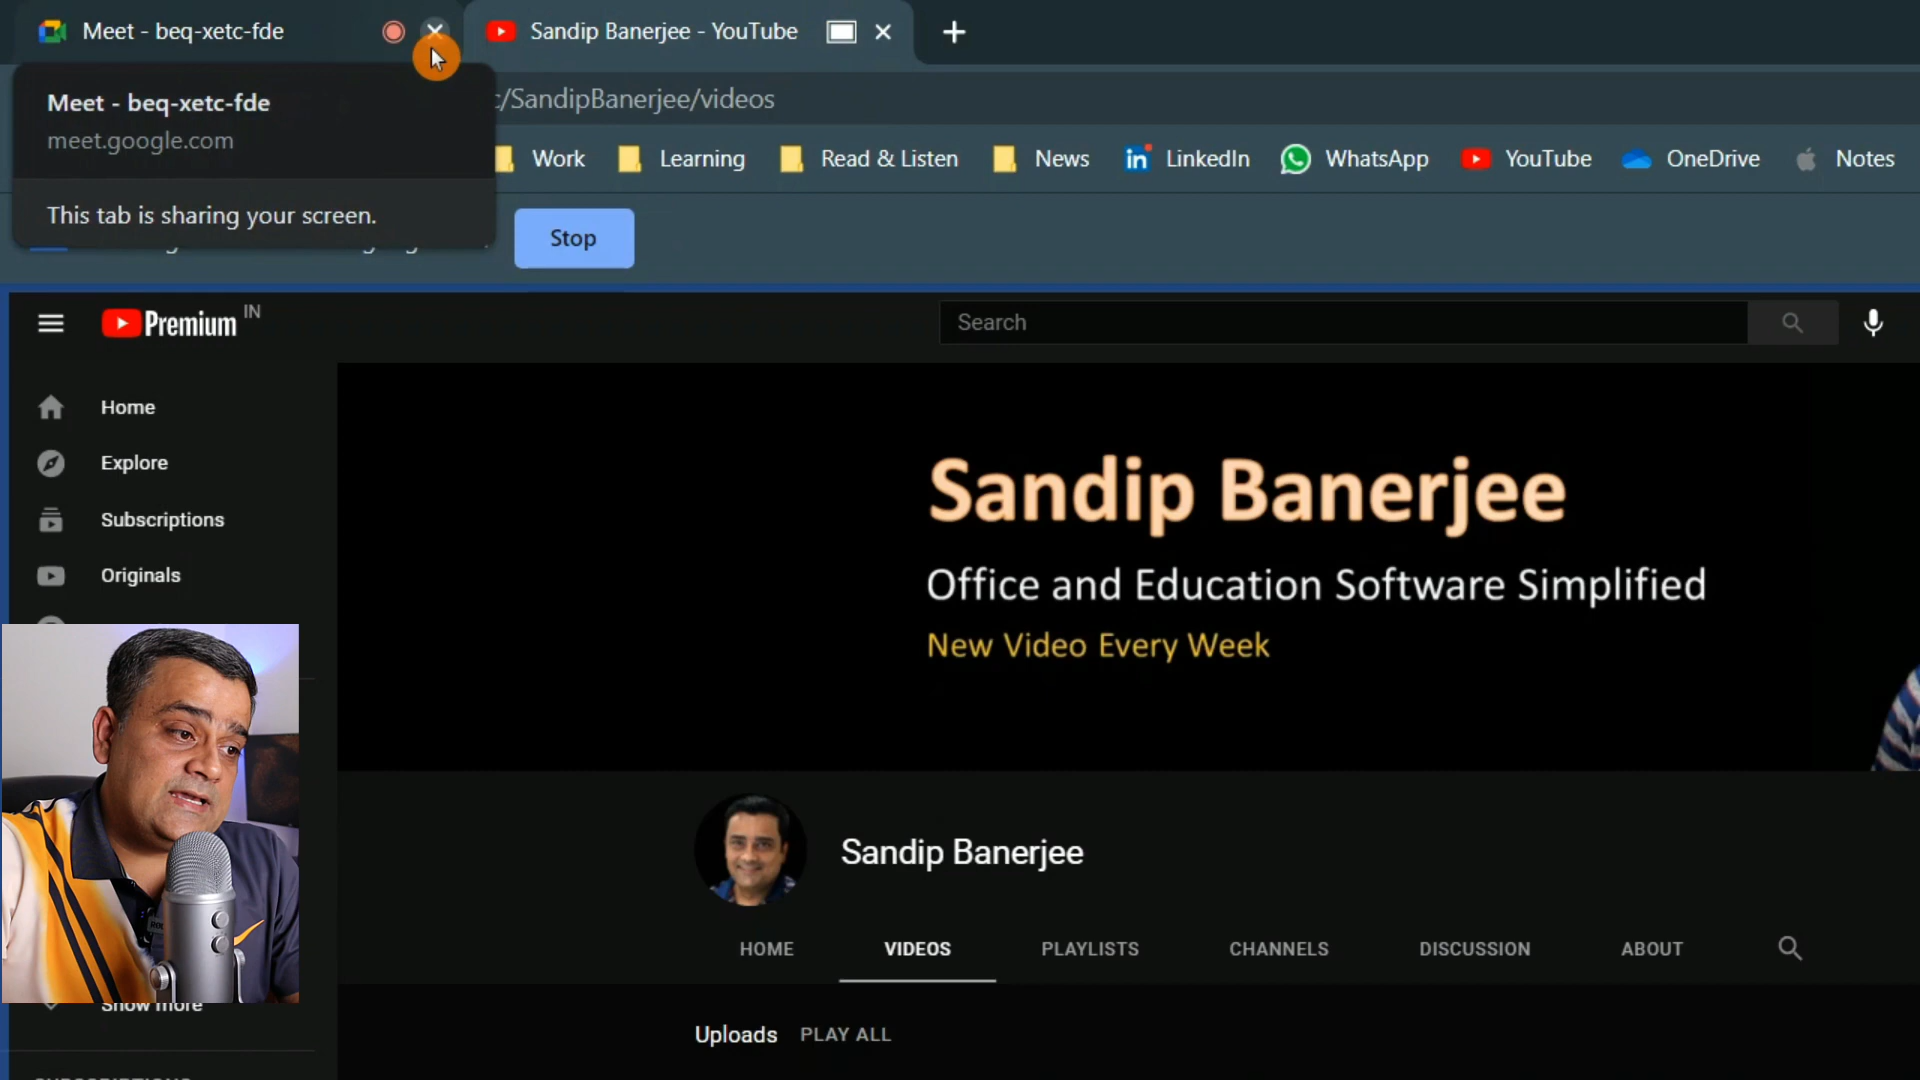 Meet - beq-xetc-fde
Sandip Banerjee - YouTube
Meet - beq-xetc-fde
meet.google.com
This tab is sharing your screen.
/SandipBanerjee/videos
Work
Learning
Read & Listen
News
LinkedIn
WhatsApp
YouTube
OneDrive
Notes
Stop
Premium IN
Search
Home
Explore
Subscriptions
Originals
Show more
Sandip Banerjee
Office and Education Software Simplified
New Video Every Week
Sandip Banerjee
HOME
VIDEOS
PLAYLISTS
CHANNELS
DISCUSSION
ABOUT
Uploads PLAY ALL